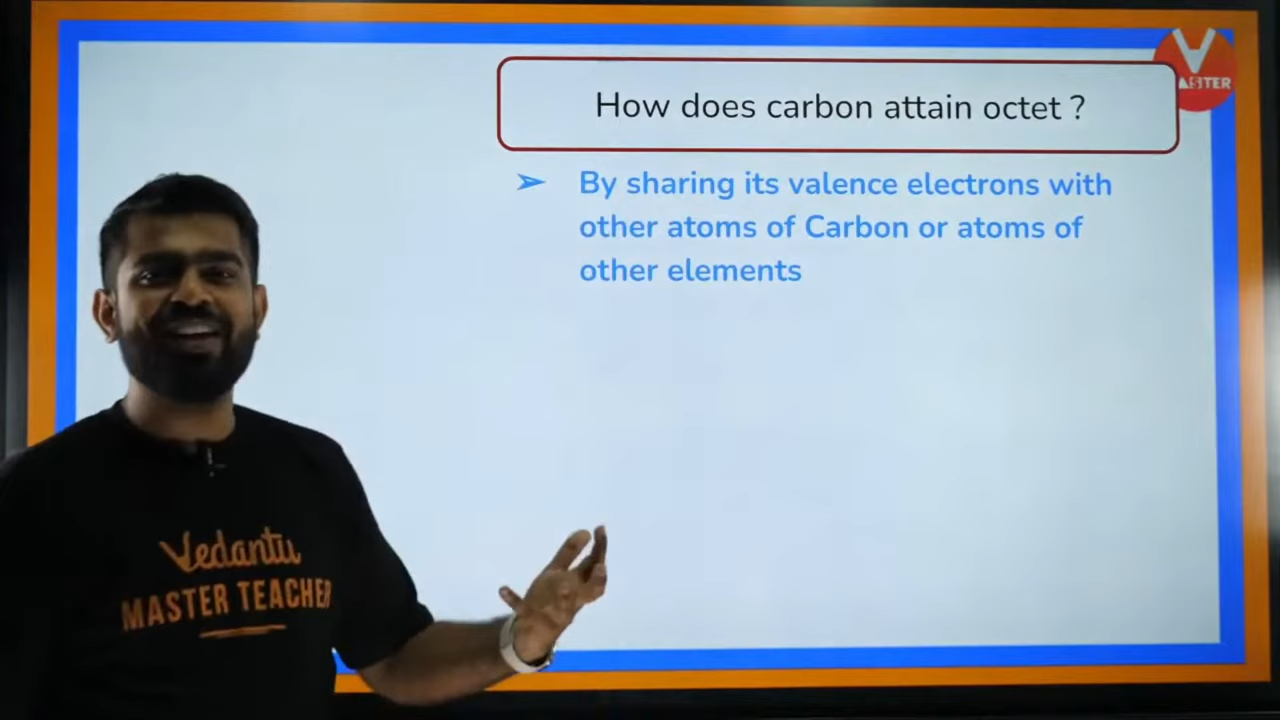 How does carbon attain octet ?
➤ By sharing its valence electrons with
other atoms of Carbon or atoms of
other elements
Vedantu
MASTER TEACHER